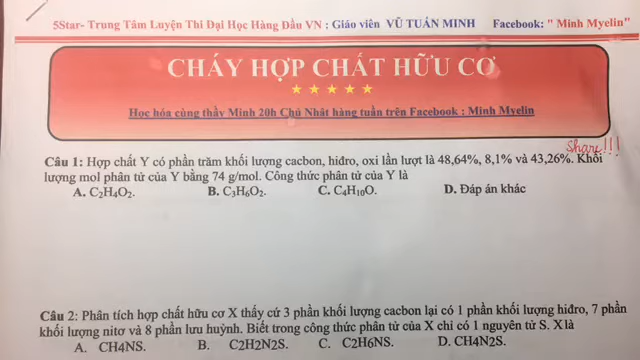 5Star- Trung Tâm Luyện Thi Đại Học Hàng Đầu VN : Giáo viên VŨ TUẤN MINH Facebook: " Minh Myelin"
CHÁY HỢP CHẤT HỮU CƠ
Học hóa cùng thầy Minh 20h Chủ Nhật hàng tuần trên Facebook : Minh Myelin
Share!!!
Câu 1: Hợp chất Y có phần trăm khối lượng cacbon, hiđro, oxi lần lượt là 48,64%, 8,1% và 43,26%. Khối
lượng mol phân tử của Y bằng 74 g/mol. Công thức phân tử của Y là
A. C₂H₄O₂. B. C₃H₆O₂. C. C₄H₁₀O. D. Đáp án khác
Câu 2: Phân tích hợp chất hữu cơ X thấy cứ 3 phần khối lượng cacbon lại có 1 phần khối lượng hiđro, 7 phần
khối lượng nitơ và 8 phần lưu huỳnh. Biết trong công thức phân tử của X chỉ có 1 nguyên tử S. X là
A. CH4NS. B. C2H2N2S. C. C2H6NS. D. CH4N2S.